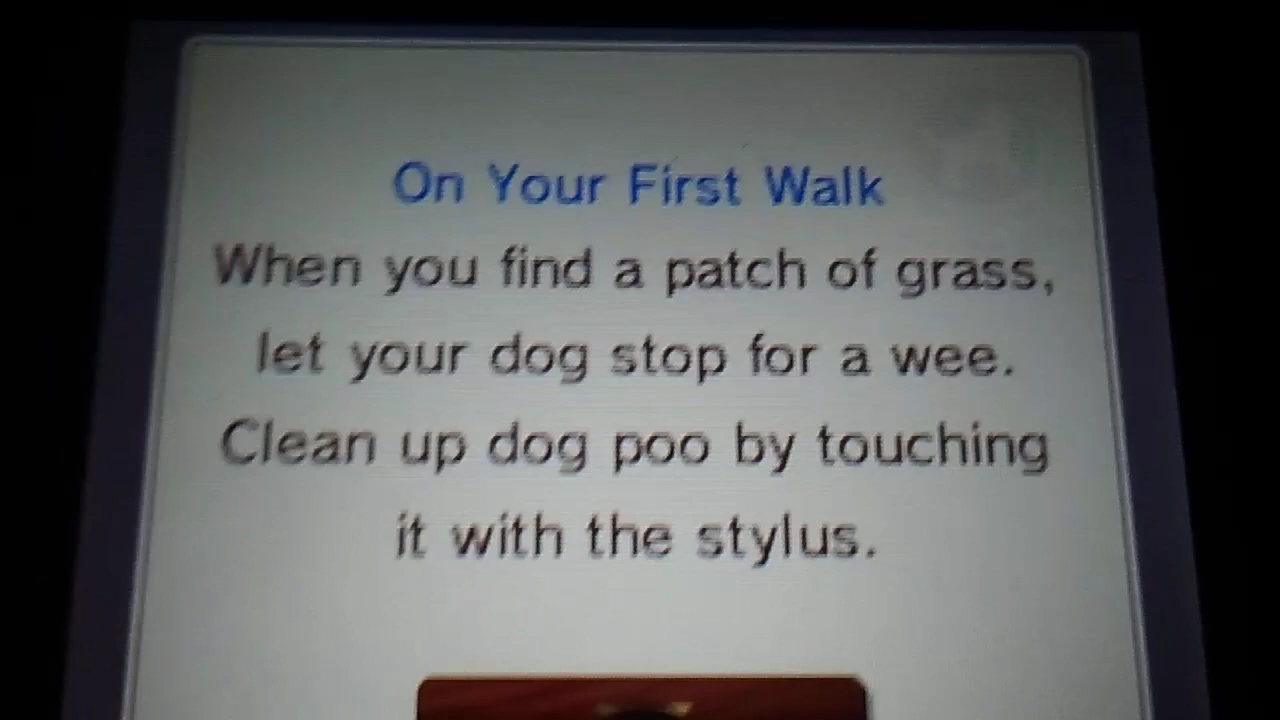 On Your First Walk
When you find a patch of grass,
let your dog stop for a wee.
Clean up dog poo by touching
it with the stylus.